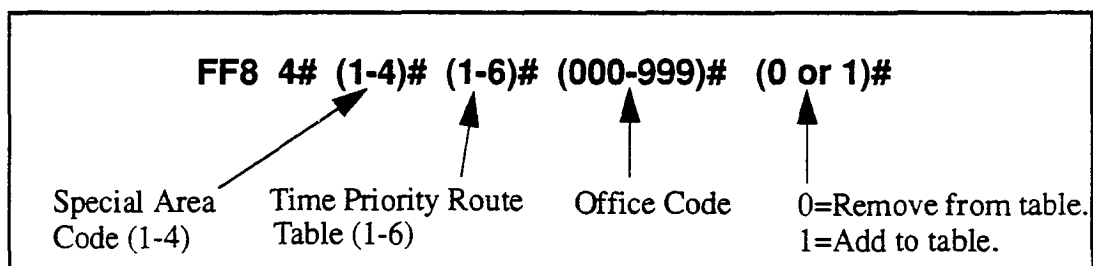 FF8 4# (1-4)# (1-6)# (000-999)# (0 or 1)#
Special Area Code (1-4)
Time Priority Route Table (1-6)
Office Code
0=Remove from table.
1=Add to table.